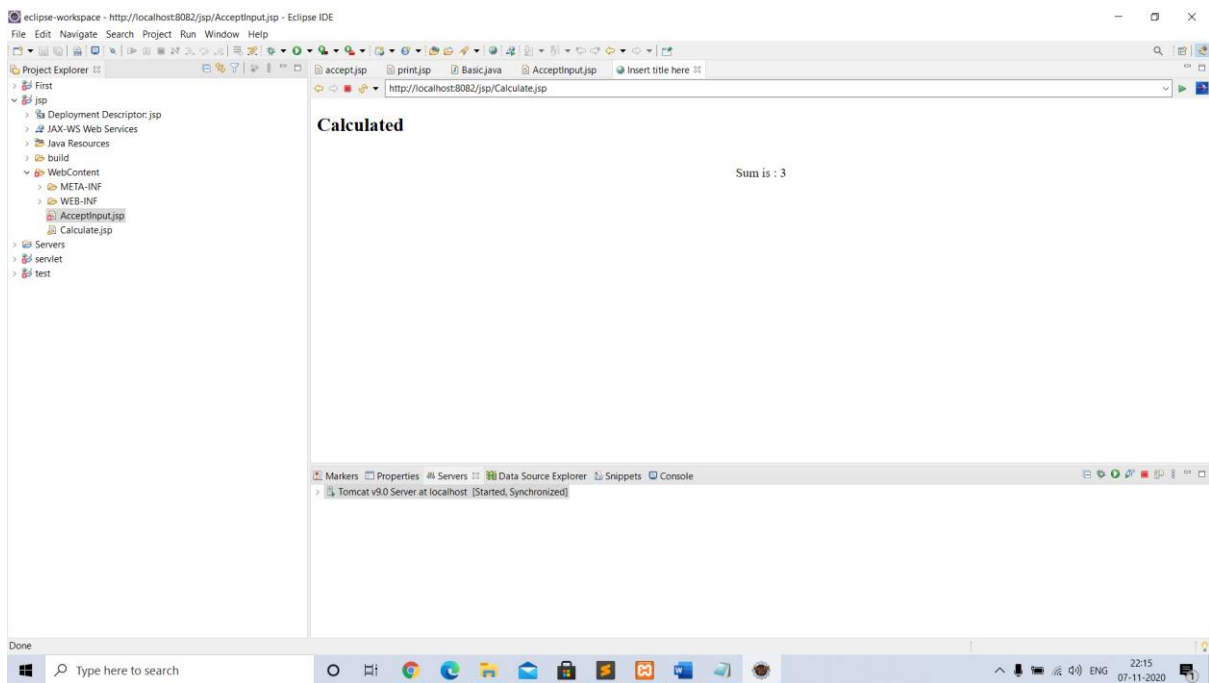 eclipse-workspace - http://localhost:8082/jsp/AcceptInput.jsp - Eclipse IDE
File Edit Navigate Search Project Run Window Help
Project Explorer
accept.jsp print.jsp Basic.java AcceptInput.jsp Insert title here
First
jsp
Deployment Descriptor: jsp
JAX-WS Web Services
Java Resources
build
WebContent
META-INF
WEB-INF
AcceptInput.jsp
Calculate.jsp
Servers
servlet
test
http://localhost:8082/jsp/Calculate.jsp
Calculated
Sum is : 3
Markers Properties Servers Data Source Explorer Snippets Console
Tomcat v9.0 Server at localhost [Started, Synchronized]
Done
Type here to search
ENG
22:15
07-11-2020